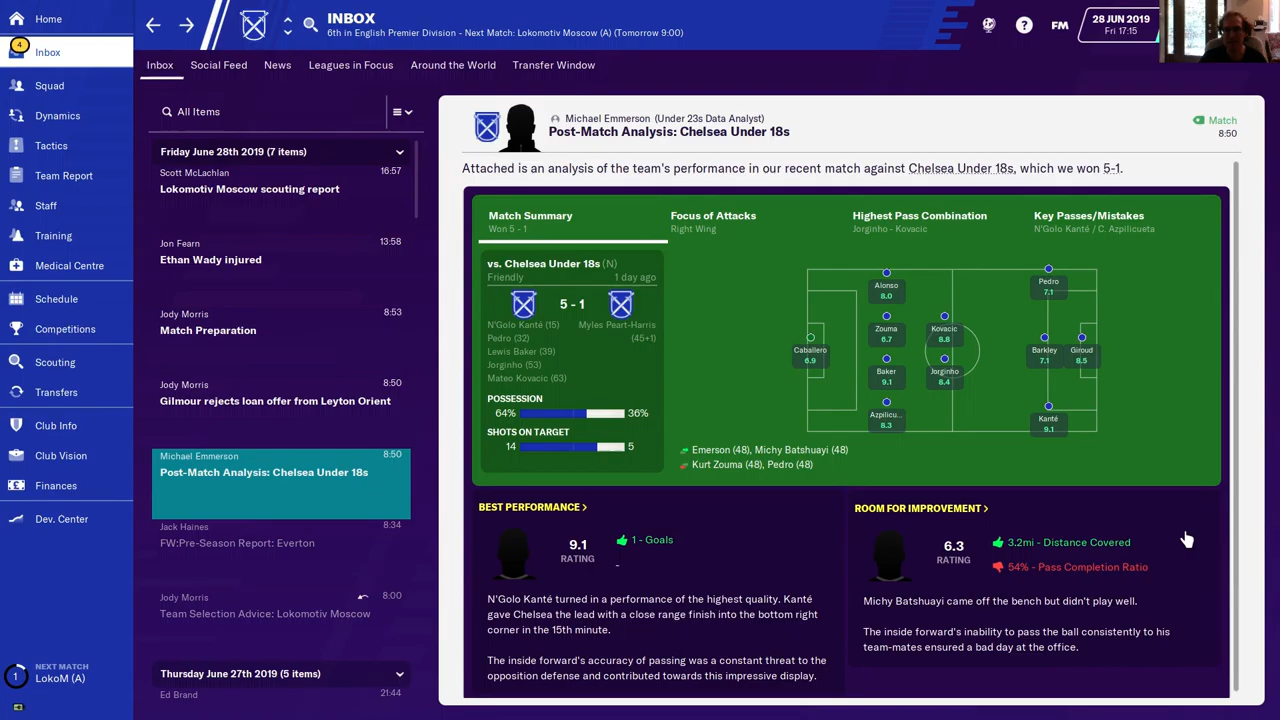 Home
4
Inbox
Squad
Dynamics
Tactics
Team Report
Staff
Training
Medical Centre
Schedule
Competitions
Scouting
Transfers
Club Info
Club Vision
Finances
Dev. Center
1
NEXT MATCH
LokoM (A)
INBOX
6th in English Premier Division - Next Match: Lokomotiv Moscow (A) (Tomorrow 9:00)
FM
28 JUN 2019
Fri 17:15
Inbox
Social Feed
News
Leagues in Focus
Around the World
Transfer Window
All Items
Friday June 28th 2019 (7 items)
Scott McLachlan 16:57
Lokomotiv Moscow scouting report
Jon Fearn 13:58
Ethan Wady injured
Jody Morris 8:53
Match Preparation
Jody Morris 8:50
Gilmour rejects loan offer from Leyton Orient
Michael Emmerson 8:50
Post-Match Analysis: Chelsea Under 18s
Jack Haines 8:34
FW:Pre-Season Report: Everton
Jody Morris 8:00
Team Selection Advice: Lokomotiv Moscow
Thursday June 27th 2019 (5 items)
Ed Brand 21:44
Michael Emmerson (Under 23s Data Analyst)
Post-Match Analysis: Chelsea Under 18s
Match
8:50
Attached is an analysis of the team's performance in our recent match against Chelsea Under 18s, which we won 5-1.
Match Summary
Won 5 - 1
Focus of Attacks
Right Wing
Highest Pass Combination
Jorginho - Kovacic
Key Passes/Mistakes
N'Golo Kanté / C. Azpilicueta
vs. Chelsea Under 18s (N)
Friendly 1 day ago
5 - 1
N'Golo Kanté (15)
Pedro (32)
Lewis Baker (39)
Jorginho (53)
Mateo Kovacic (63)
Myles Peart-Harris
(45+1)
POSSESSION
64% 36%
SHOTS ON TARGET
14 5
Caballero
6.9
Alonso
8.0
Zouma
6.7
Baker
9.1
Azpilicu...
8.3
Kovacic
8.8
Jorginho
8.4
Pedro
7.1
Barkley
7.1
Giroud
8.5
Kanté
9.1
Emerson (48), Michy Batshuayi (48)
Kurt Zouma (48), Pedro (48)
BEST PERFORMANCE >
9.1
RATING
1 - Goals
-
N'Golo Kanté turned in a performance of the highest quality. Kanté
gave Chelsea the lead with a close range finish into the bottom right
corner in the 15th minute.
The inside forward's accuracy of passing was a constant threat to the
opposition defense and contributed towards this impressive display.
ROOM FOR IMPROVEMENT >
6.3
RATING
3.2mi - Distance Covered
54% - Pass Completion Ratio
Michy Batshuayi came off the bench but didn't play well.
The inside forward's inability to pass the ball consistently to his
team-mates ensured a bad day at the office.